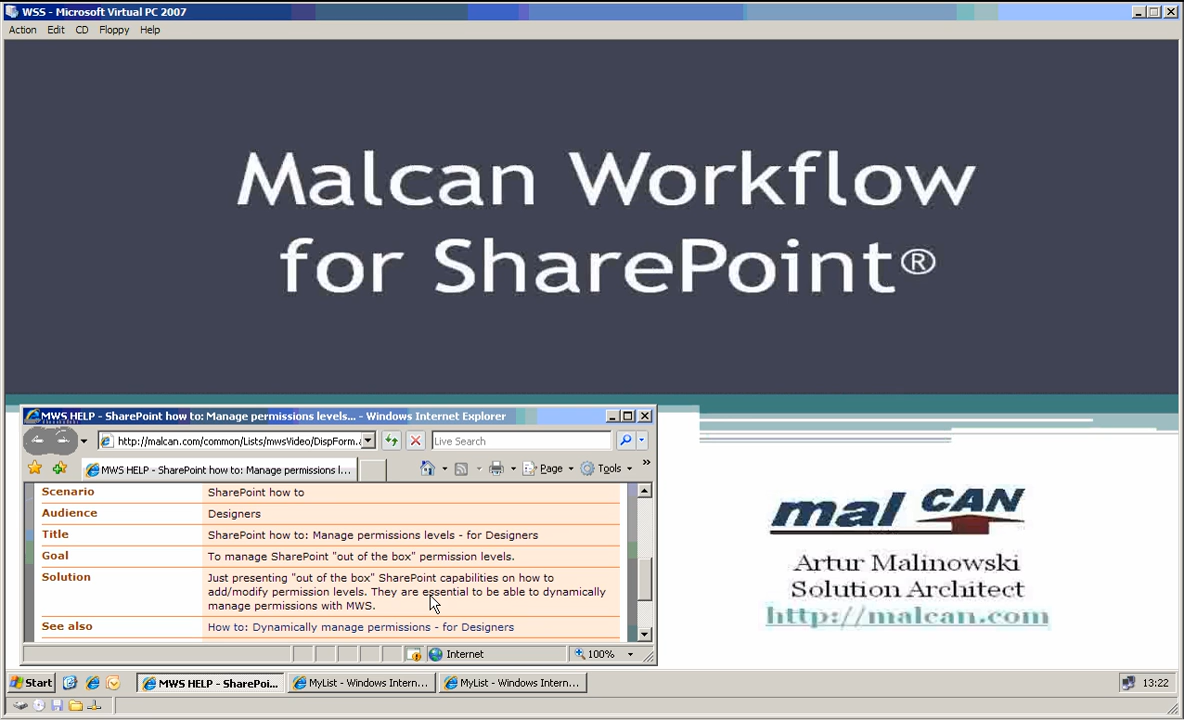 WSS - Microsoft Virtual PC 2007
Action Edit CD Floppy Help
Malcan Workflow
for SharePoint®
MWS HELP - SharePoint how to: Manage permissions levels... - Windows Internet Explorer
http://malcan.com/common/Lists/mwsVideo/DispForm.a
Live Search
MWS HELP - SharePoint how to: Manage permissions l...
Page Tools »
Scenario SharePoint how to
Audience Designers
Title SharePoint how to: Manage permissions levels - for Designers
Goal To manage SharePoint "out of the box" permission levels.
Solution Just presenting "out of the box" SharePoint capabilities on how to
add/modify permission levels. They are essential to be able to dynamically
manage permissions with MWS.
See also How to: Dynamically manage permissions - for Designers
Internet 100%
mal CAN
Artur Malinowski
Solution Architect
http://malcan.com
Start MWS HELP - SharePoi... MyList - Windows Intern... MyList - Windows Intern... 13:22